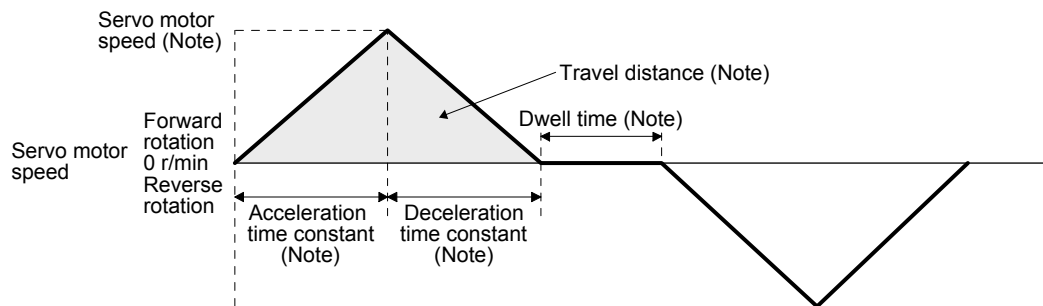 Servo motor
speed (Note)
Travel distance (Note)
Dwell time (Note)
Servo motor
speed
Forward
rotation
0 r/min
Reverse
rotation
Acceleration
time constant
(Note)
Deceleration
time constant
(Note)